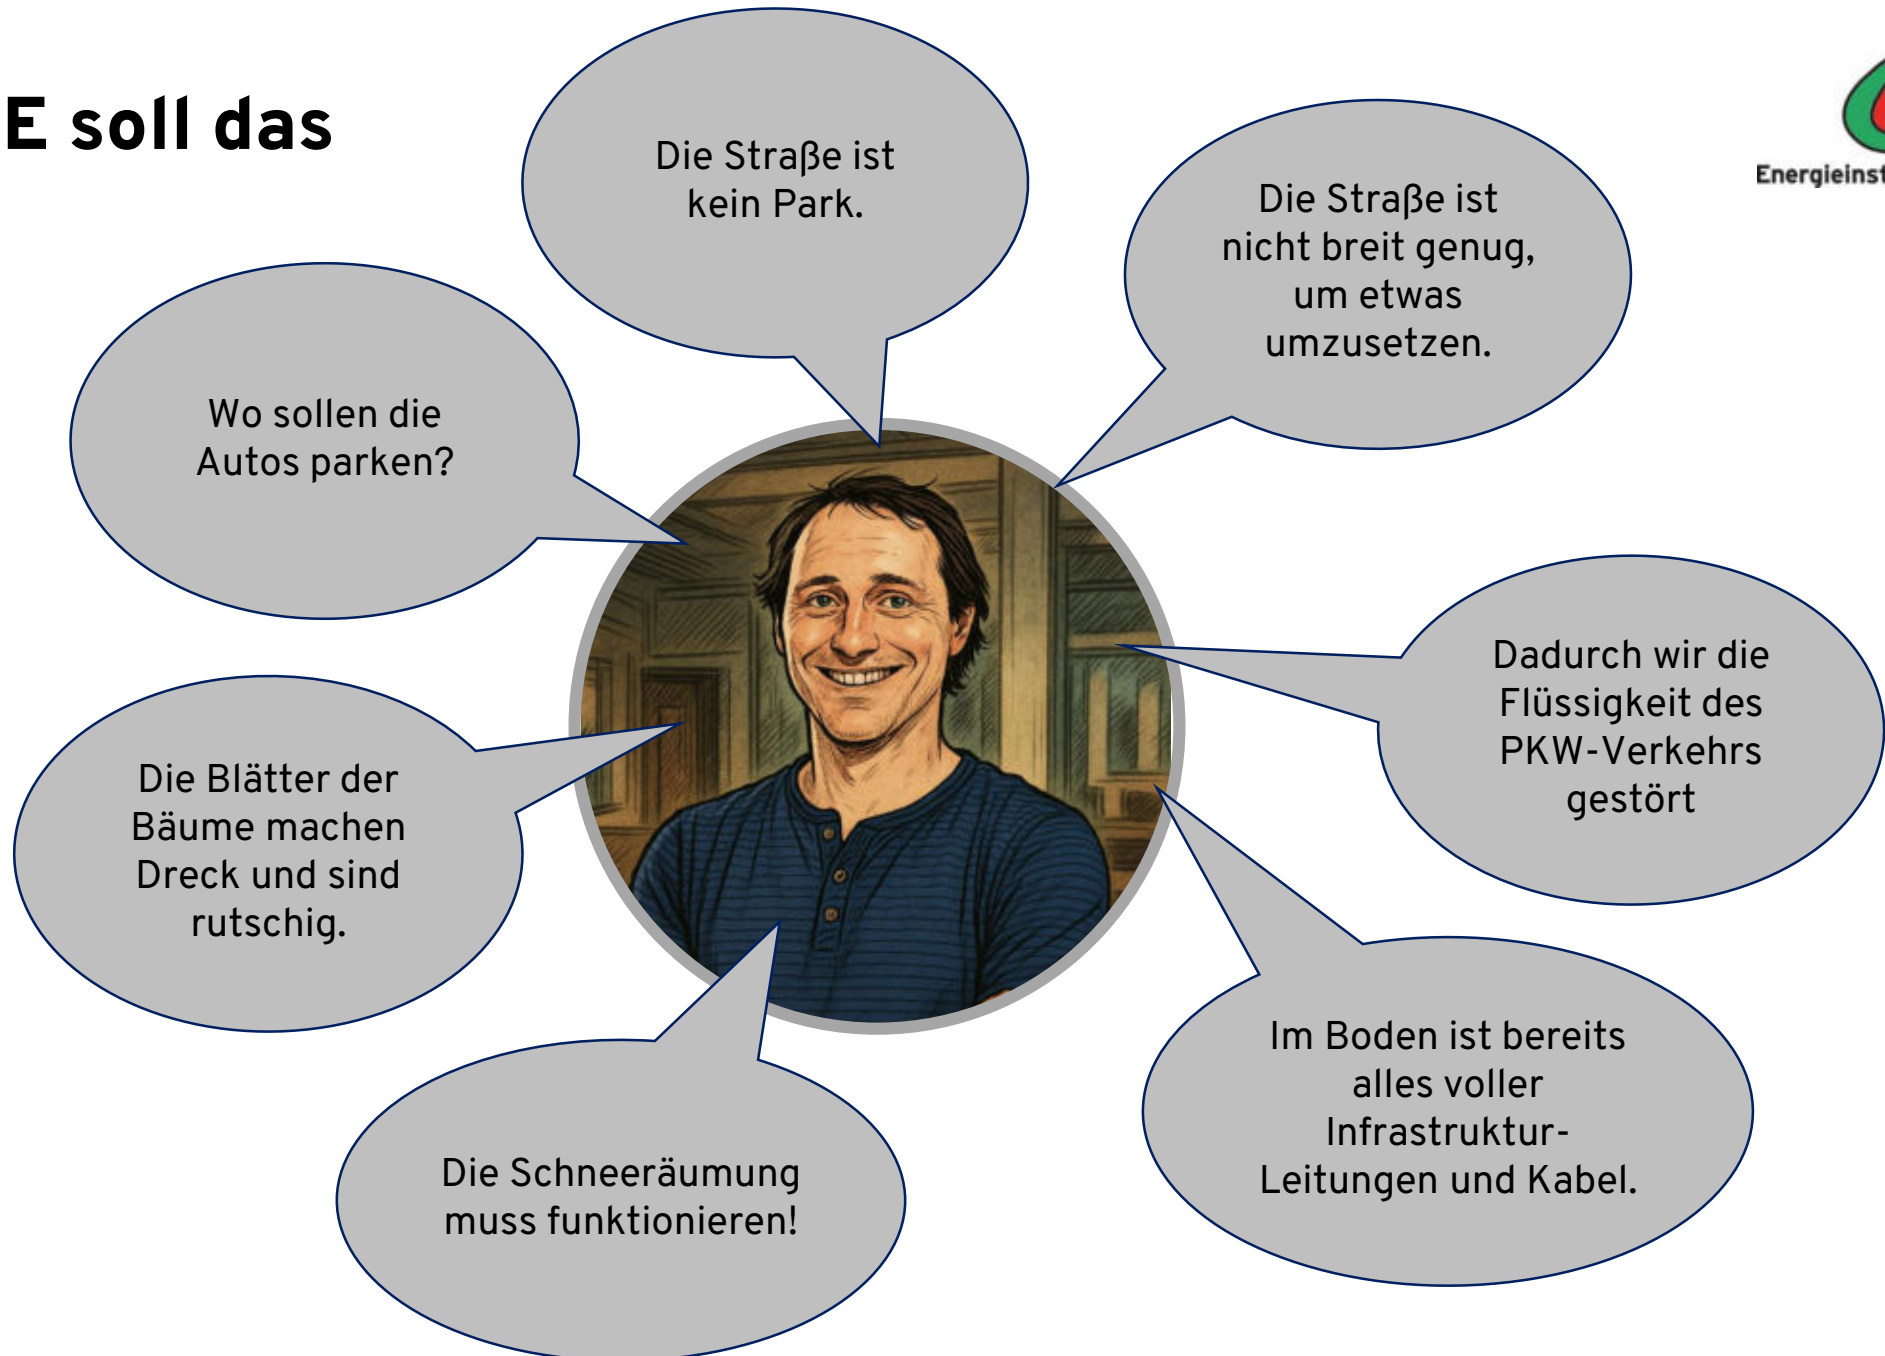 E soll das
Energieinst
Die Straße ist
kein Park.
Die Straße ist
nicht breit genug,
um etwas
umzusetzen.
Wo sollen die
Autos parken?
Dadurch wir die
Flüssigkeit des
PKW-Verkehrs
gestört
Die Blätter der
Bäume machen
Dreck und sind
rutschig.
Im Boden ist bereits
alles voller
Infrastruktur-
Leitungen und Kabel.
Die Schneeräumung
muss funktionieren!